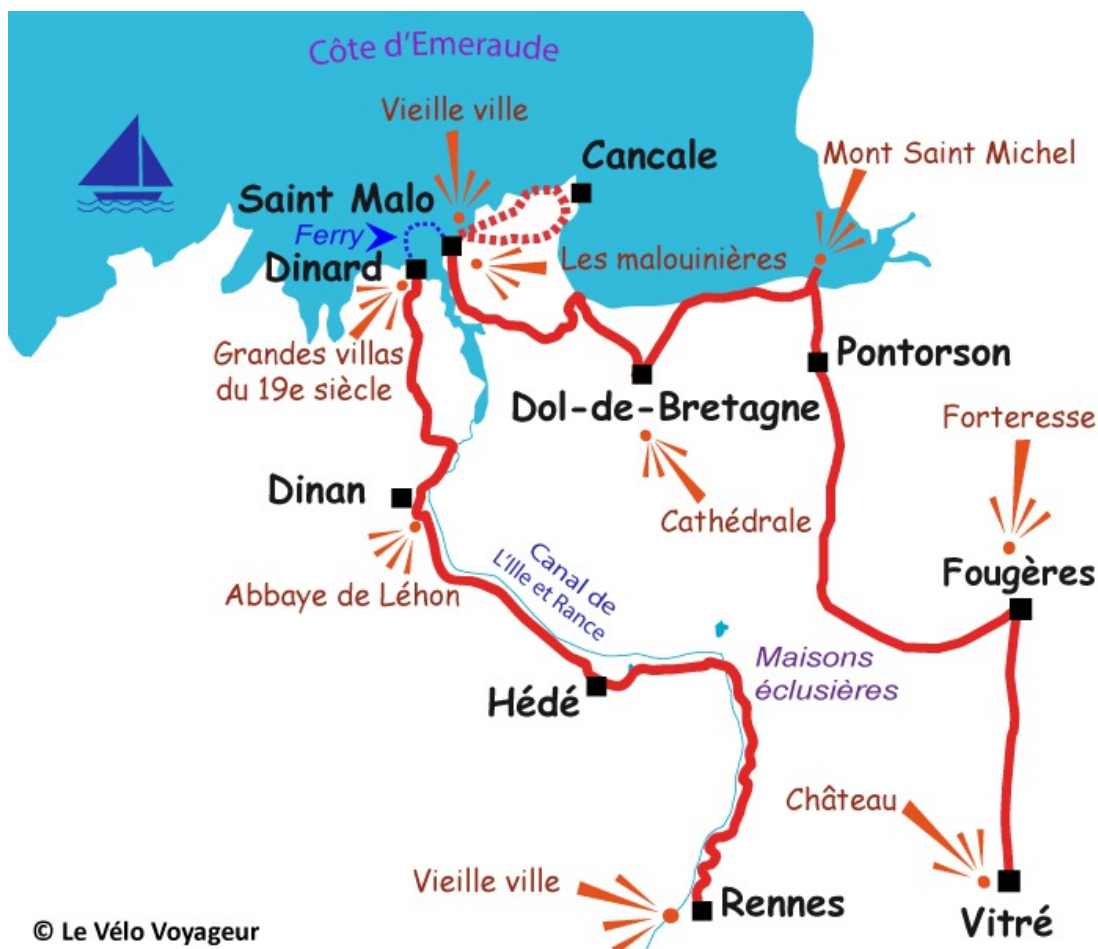 Côte d'Emeraude
Vieille ville
Cancale
Mont Saint Michel
Saint Malo
Ferry
Dinard
Les malouinières
Grandes villas
du 19e siècle
Pontorson
Dol-de-Bretagne
Forteresse
Dinan
Cathédrale
Canal de
L'Ille et Rance
Fougères
Abbaye de Léhon
Maisons
éclusières
Hédé
Château
Vieille ville
Rennes
Vitré
© Le Vélo Voyageur